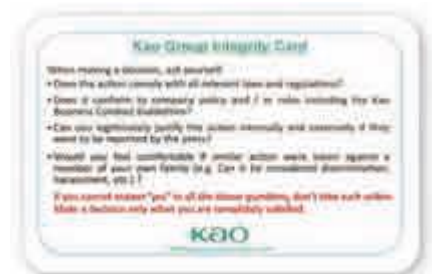 Kao Group Integrity Card
When making a decision, ask yourself
• Does the action comply with all relevant laws and regulations?
• Does it conform to company policy and / or rules including the Kao
Business Conduct Guidelines?
• Can you legitimately justify the action internally and externally if they
were to be reported by the press?
• Would you feel comfortable if similar action were taken against a
member of your own family (e.g. Can it be considered discrimination,
harassment, etc.) ?
If you cannot answer "yes" to all the above questions, don't take such action
Make a decision only when you are completely satisfied.
Kao